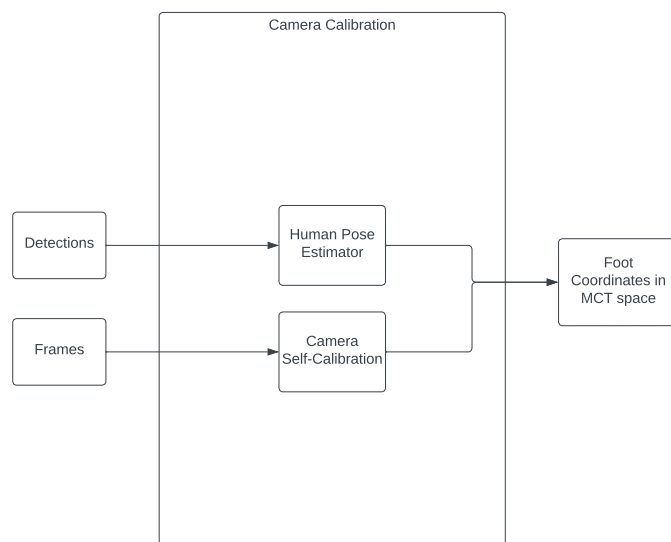 Camera Calibration
Detections
Human Pose
Estimator
Foot
Coordinates in
MCT space
Frames
Camera
Self-Calibration